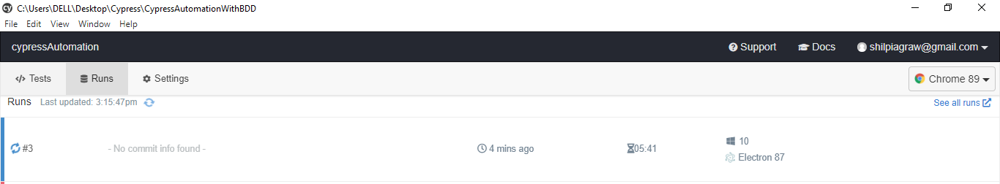 cy C:\Users\DELL\Desktop\Cypress\CypressAutomationWithBDD
File Edit View Window Help
cypressAutomation Support Docs shilpiagraw@gmail.com
</> Tests Runs Settings Chrome 89
Runs Last updated: 3:15:47pm See all runs
#3 - No commit info found - 4 mins ago 05:41 10
Electron 87